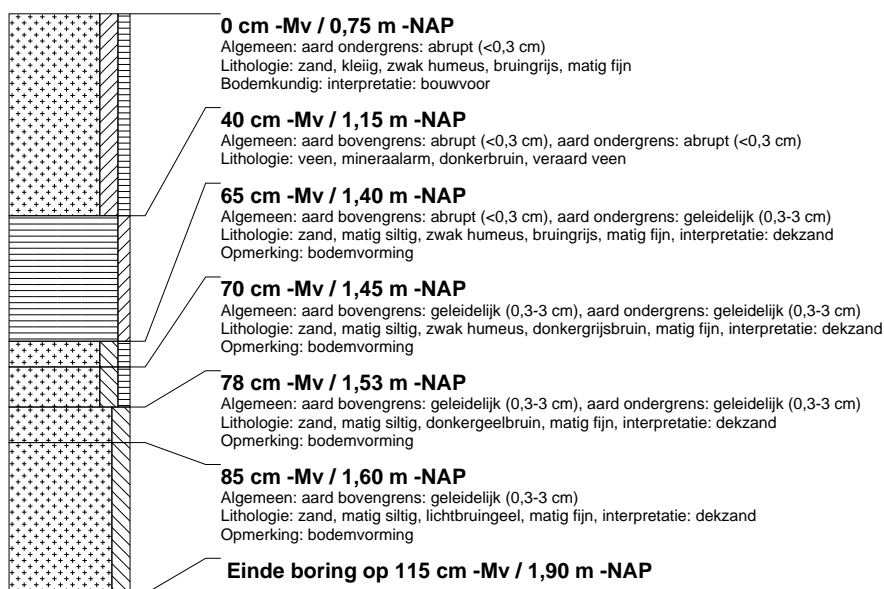 0 cm -Mv / 0,75 m -NAP
Algemeen: aard ondergrens: abrupt (<0,3 cm)
Lithologie: zand, kleiig, zwak humeus, bruingrijs, matig fijn
Bodemkundig: interpretatie: bouwvoor
40 cm -Mv / 1,15 m -NAP
Algemeen: aard bovengrens: abrupt (<0,3 cm), aard ondergrens: abrupt (<0,3 cm)
Lithologie: veen, mineraalarm, donkerbruin, veraard veen
65 cm -Mv / 1,40 m -NAP
Algemeen: aard bovengrens: abrupt (<0,3 cm), aard ondergrens: geleidelijk (0,3-3 cm)
Lithologie: zand, matig siltig, zwak humeus, bruingrijs, matig fijn, interpretatie: dekzand
Opmerking: bodemvorming
70 cm -Mv / 1,45 m -NAP
Algemeen: aard bovengrens: geleidelijk (0,3-3 cm), aard ondergrens: geleidelijk (0,3-3 cm)
Lithologie: zand, matig siltig, zwak humeus, donkergrijsbruin, matig fijn, interpretatie: dekzand
Opmerking: bodemvorming
78 cm -Mv / 1,53 m -NAP
Algemeen: aard bovengrens: geleidelijk (0,3-3 cm), aard ondergrens: geleidelijk (0,3-3 cm)
Lithologie: zand, matig siltig, donkergeelbruin, matig fijn, interpretatie: dekzand
Opmerking: bodemvorming
85 cm -Mv / 1,60 m -NAP
Algemeen: aard bovengrens: geleidelijk (0,3-3 cm)
Lithologie: zand, matig siltig, lichtbruingeel, matig fijn, interpretatie: dekzand
Opmerking: bodemvorming
Einde boring op 115 cm -Mv / 1,90 m -NAP